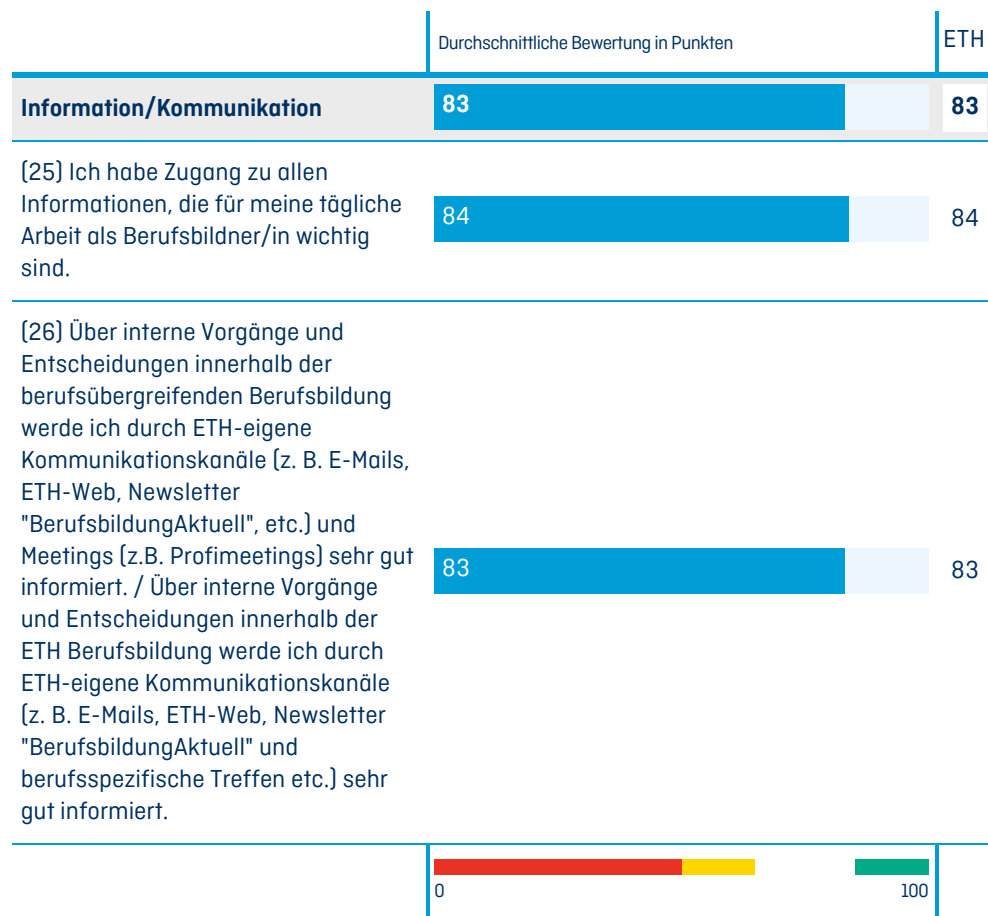 Durchschnittliche Bewertung in Punkten
ETH
Information/Kommunikation
83
83
(25) Ich habe Zugang zu allen
Informationen, die für meine tägliche
Arbeit als Berufsbildner/in wichtig
sind.
84
84
(26) Über interne Vorgänge und
Entscheidungen innerhalb der
berufsübergreifenden Berufsbildung
werde ich durch ETH-eigene
Kommunikationskanäle (z. B. E-Mails,
ETH-Web, Newsletter
"BerufsbildungAktuell", etc.) und
Meetings (z.B. Profimeetings) sehr gut
informiert. / Über interne Vorgänge
und Entscheidungen innerhalb der
ETH Berufsbildung werde ich durch
ETH-eigene Kommunikationskanäle
(z. B. E-Mails, ETH-Web, Newsletter
"BerufsbildungAktuell" und
berufsspezifische Treffen etc.) sehr
gut informiert.
83
83
0
100